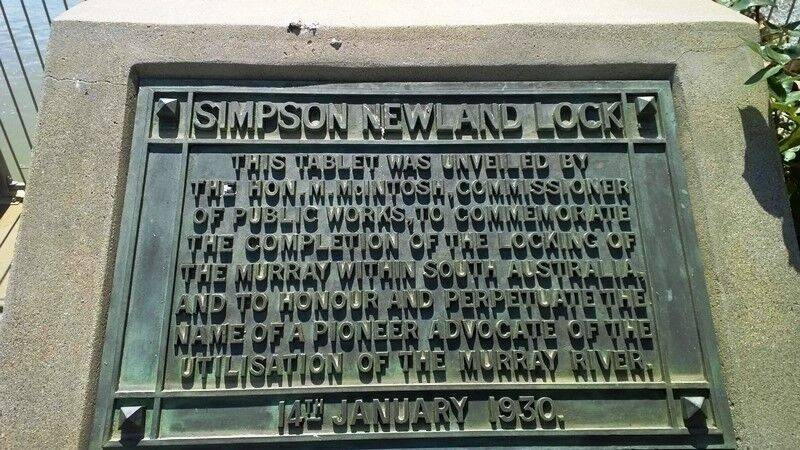 SIMPSON NEWLAND LOCK
THIS TABLET WAS UNVEILED BY
THE HON. M. McINTOSH, COMMISSIONER
OF PUBLIC WORKS, TO COMMEMORATE
THE COMPLETION OF THE LOCKING OF
THE MURRAY WITHIN SOUTH AUSTRALIA,
AND TO HONOUR AND PERPETUATE THE
NAME OF A PIONEER ADVOCATE OF THE
UTILISATION OF THE MURRAY RIVER.
14TH JANUARY 1930.